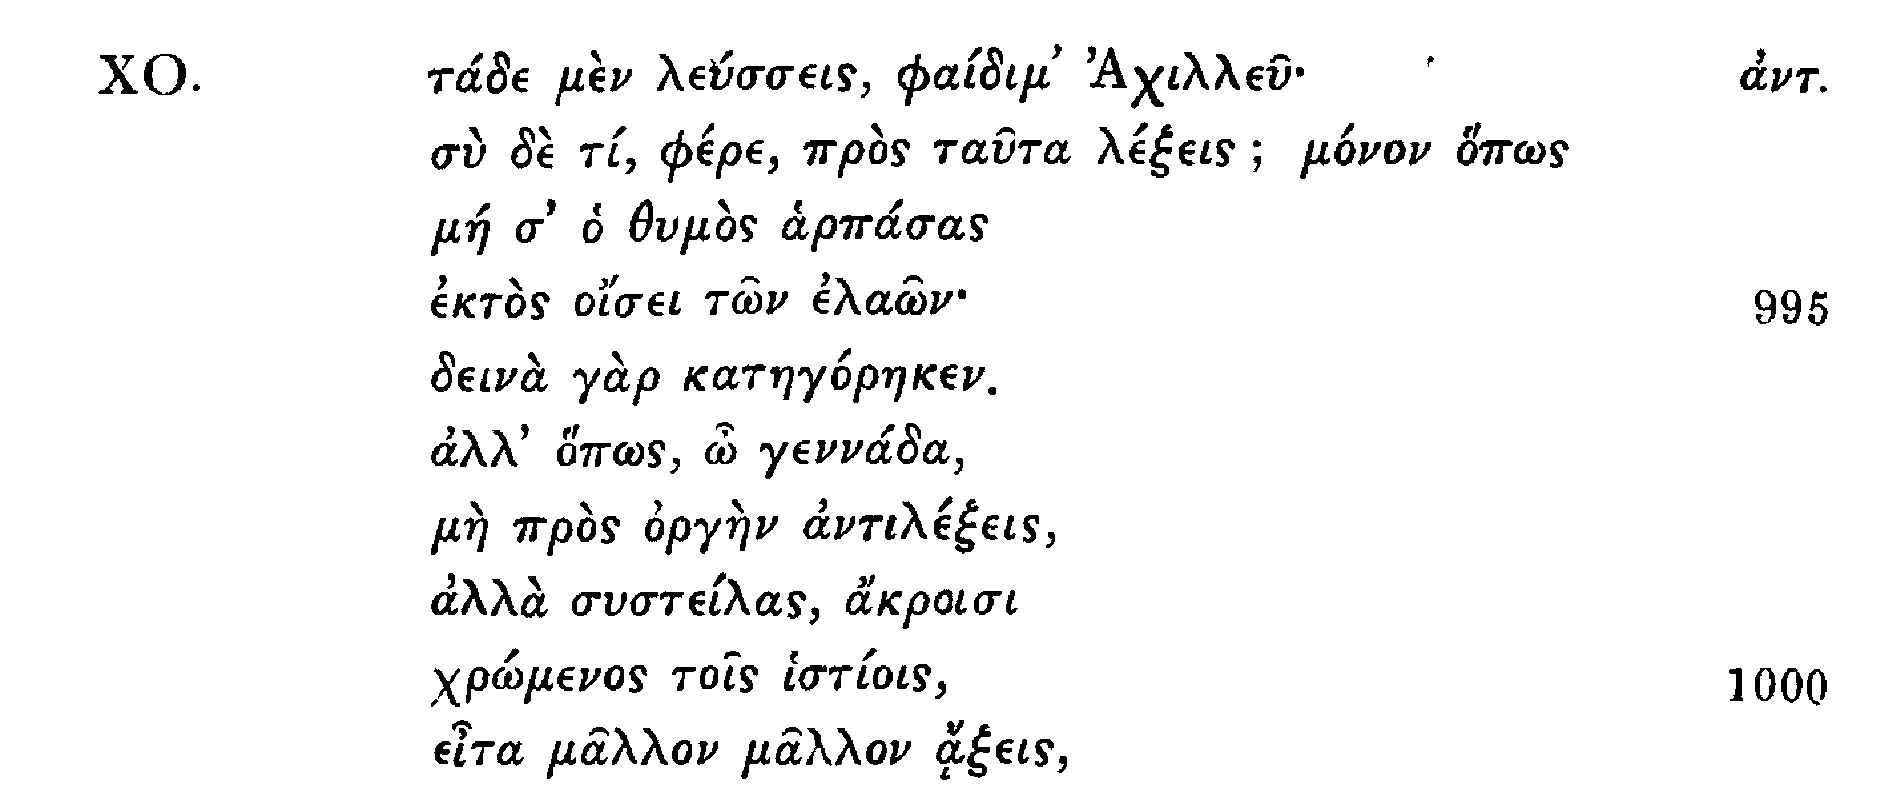 ΧΟ. τάδε μὲν λεύσσεις, φαίδιμ’ Ἀχιλλεῦ· ἀντ.
σὺ δὲ τί, φέρε, πρὸς ταῦτα λέξεις; μόνον ὅπως
μή σ’ ὁ θυμὸς ἁρπάσας
ἐκτὸς οἴσει τῶν ἐλαῶν· 995
δεινὰ γὰρ κατηγόρηκεν.
ἀλλ’ ὅπως, ὦ γεννάδα,
μὴ πρὸς ὀργὴν ἀντιλέξεις,
ἀλλὰ συστείλας, ἄκροισι
χρώμενος τοῖς ἱστίοις, 1000
εἶτα μᾶλλον μᾶλλον ᾄξεις,